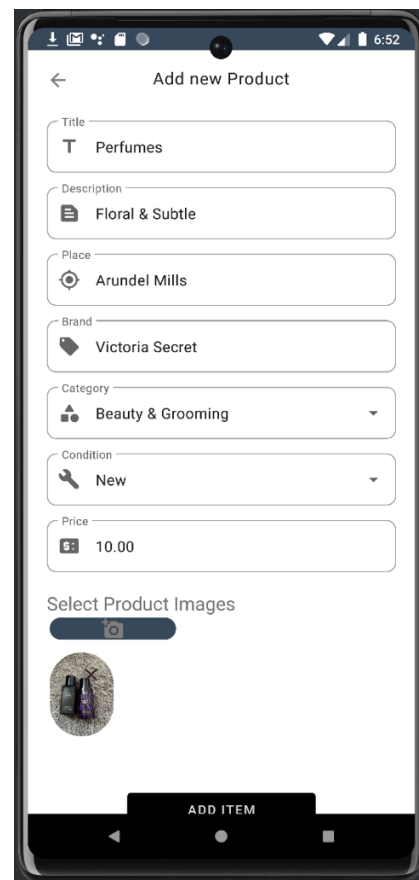 6:52
Add new Product
Title
Perfumes
Description
Floral & Subtle
Place
Arundel Mills
Brand
Victoria Secret
Category
Beauty & Grooming
Condition
New
Price
10.00
Select Product Images
ADD ITEM